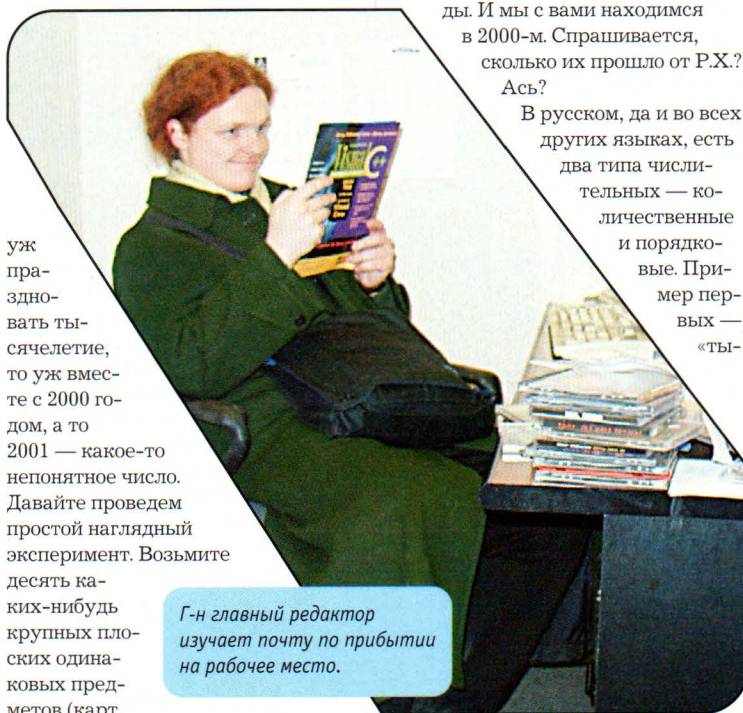 уж
пра-
здно-
вать ты-
сячелетие,
то уж вмес-
те с 2000 го-
дом, а то
2001 — какое-то
непонятное число.
Давайте проведем
простой наглядный
эксперимент. Возьмите
десять ка-
ких-нибудь
крупных пло-
ских одина-
ковых пред-
метов (карт
Г-н главный редактор
изучает почту по прибытии
на рабочее место.
ды. И мы с вами находимся
в 2000-м. Спрашивается,
сколько их прошло от Р.Х.?
Ась?
В русском, да и во всех
других языках, есть
два типа числи-
тельных — ко-
личественные
и порядко-
вые. При-
мер пер-
вых —
«ты-
Visual C++